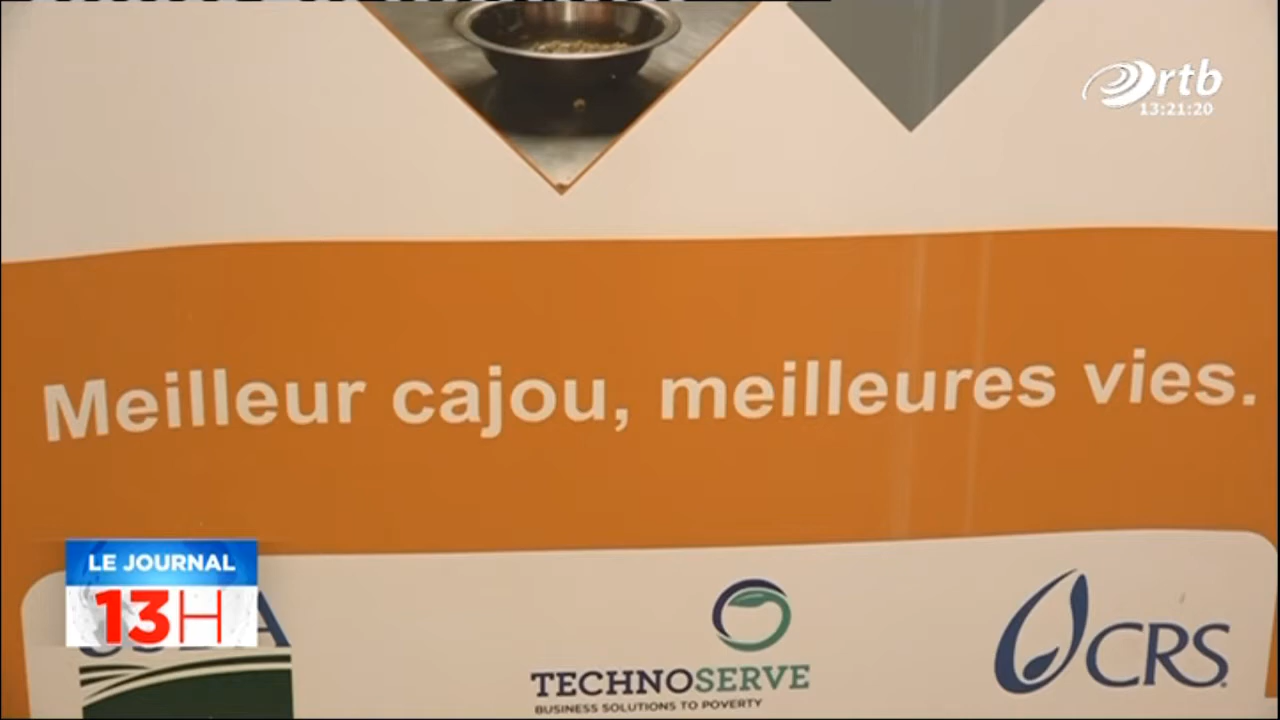 rtb
13:21:20
Meilleur cajou, meilleures vies.
LE JOURNAL
13H
TECHNOSERVE
BUSINESS SOLUTIONS TO POVERTY
CRS